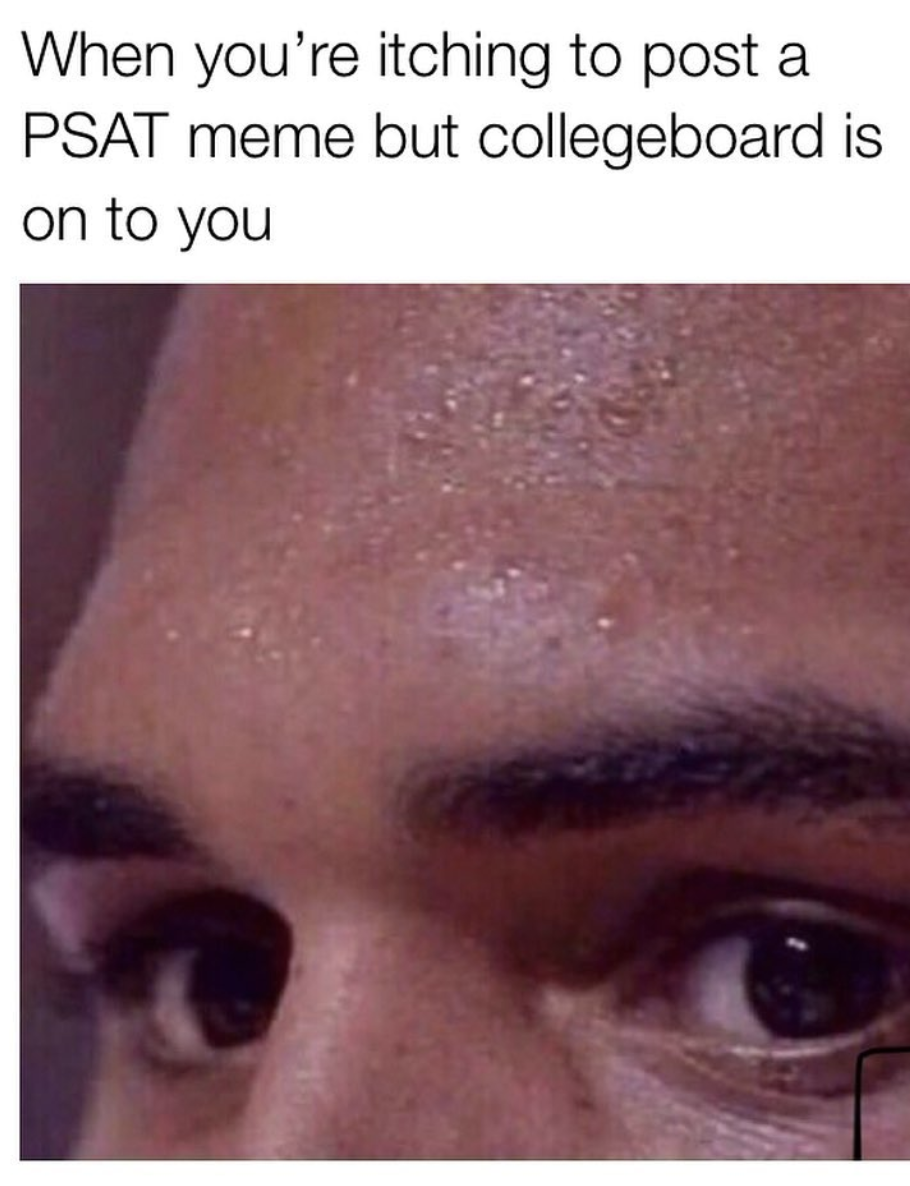 When you’re itching to post a
PSAT meme but collegeboard is
on to you